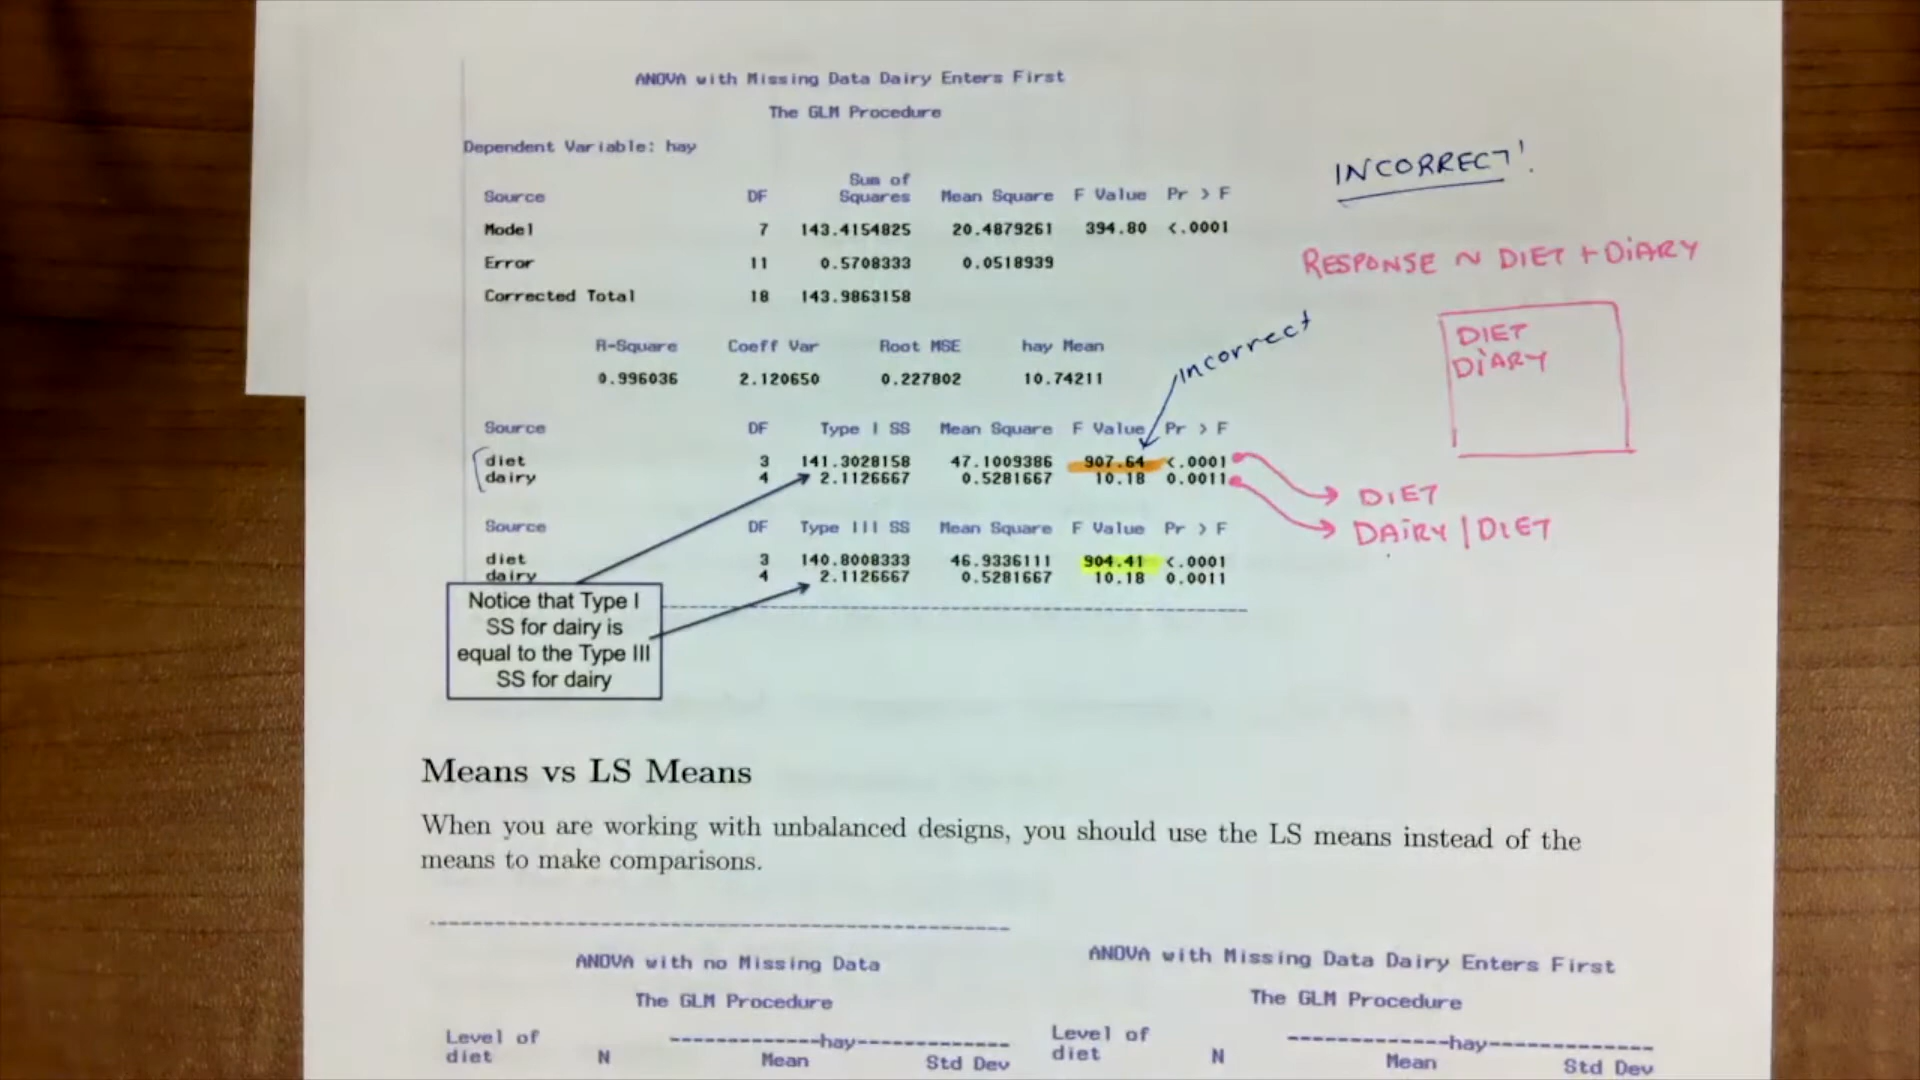 ANOVA with Missing Data Dairy Enters First
The GLM Procedure
Dependent Variable: hay
Source DF Sum of Squares Mean Square F Value Pr > F
Model 7 143.4154825 20.4879261 394.80 <.0001
Error 11 0.5708333 0.0518939
Corrected Total 18 143.9863158
R-Square Coeff Var Root MSE hay Mean
0.996036 2.120650 0.227802 10.74211
Source DF Type I SS Mean Square F Value Pr > F
diet 3 141.3028158 47.1009386 907.64 <.0001
dairy 4 2.1126667 0.5281667 10.18 0.0011
Source DF Type III SS Mean Square F Value Pr > F
diet 3 140.8008333 46.9336111 904.41 <.0001
dairy 4 2.1126667 0.5281667 10.18 0.0011
Notice that Type I
SS for dairy is
equal to the Type III
SS for dairy
INCORRECT!
RESPONSE ~ DIET + DIARY
DIET
DIARY
incorrect
DIET
DAIRY | DIET
Means vs LS Means
When you are working with unbalanced designs, you should use the LS means instead of the
means to make comparisons.
ANOVA with no Missing Data
The GLM Procedure
Level of ------------hay------------
diet N Mean Std Dev
ANOVA with Missing Data Dairy Enters First
The GLM Procedure
Level of ------------hay------------
diet N Mean Std Dev